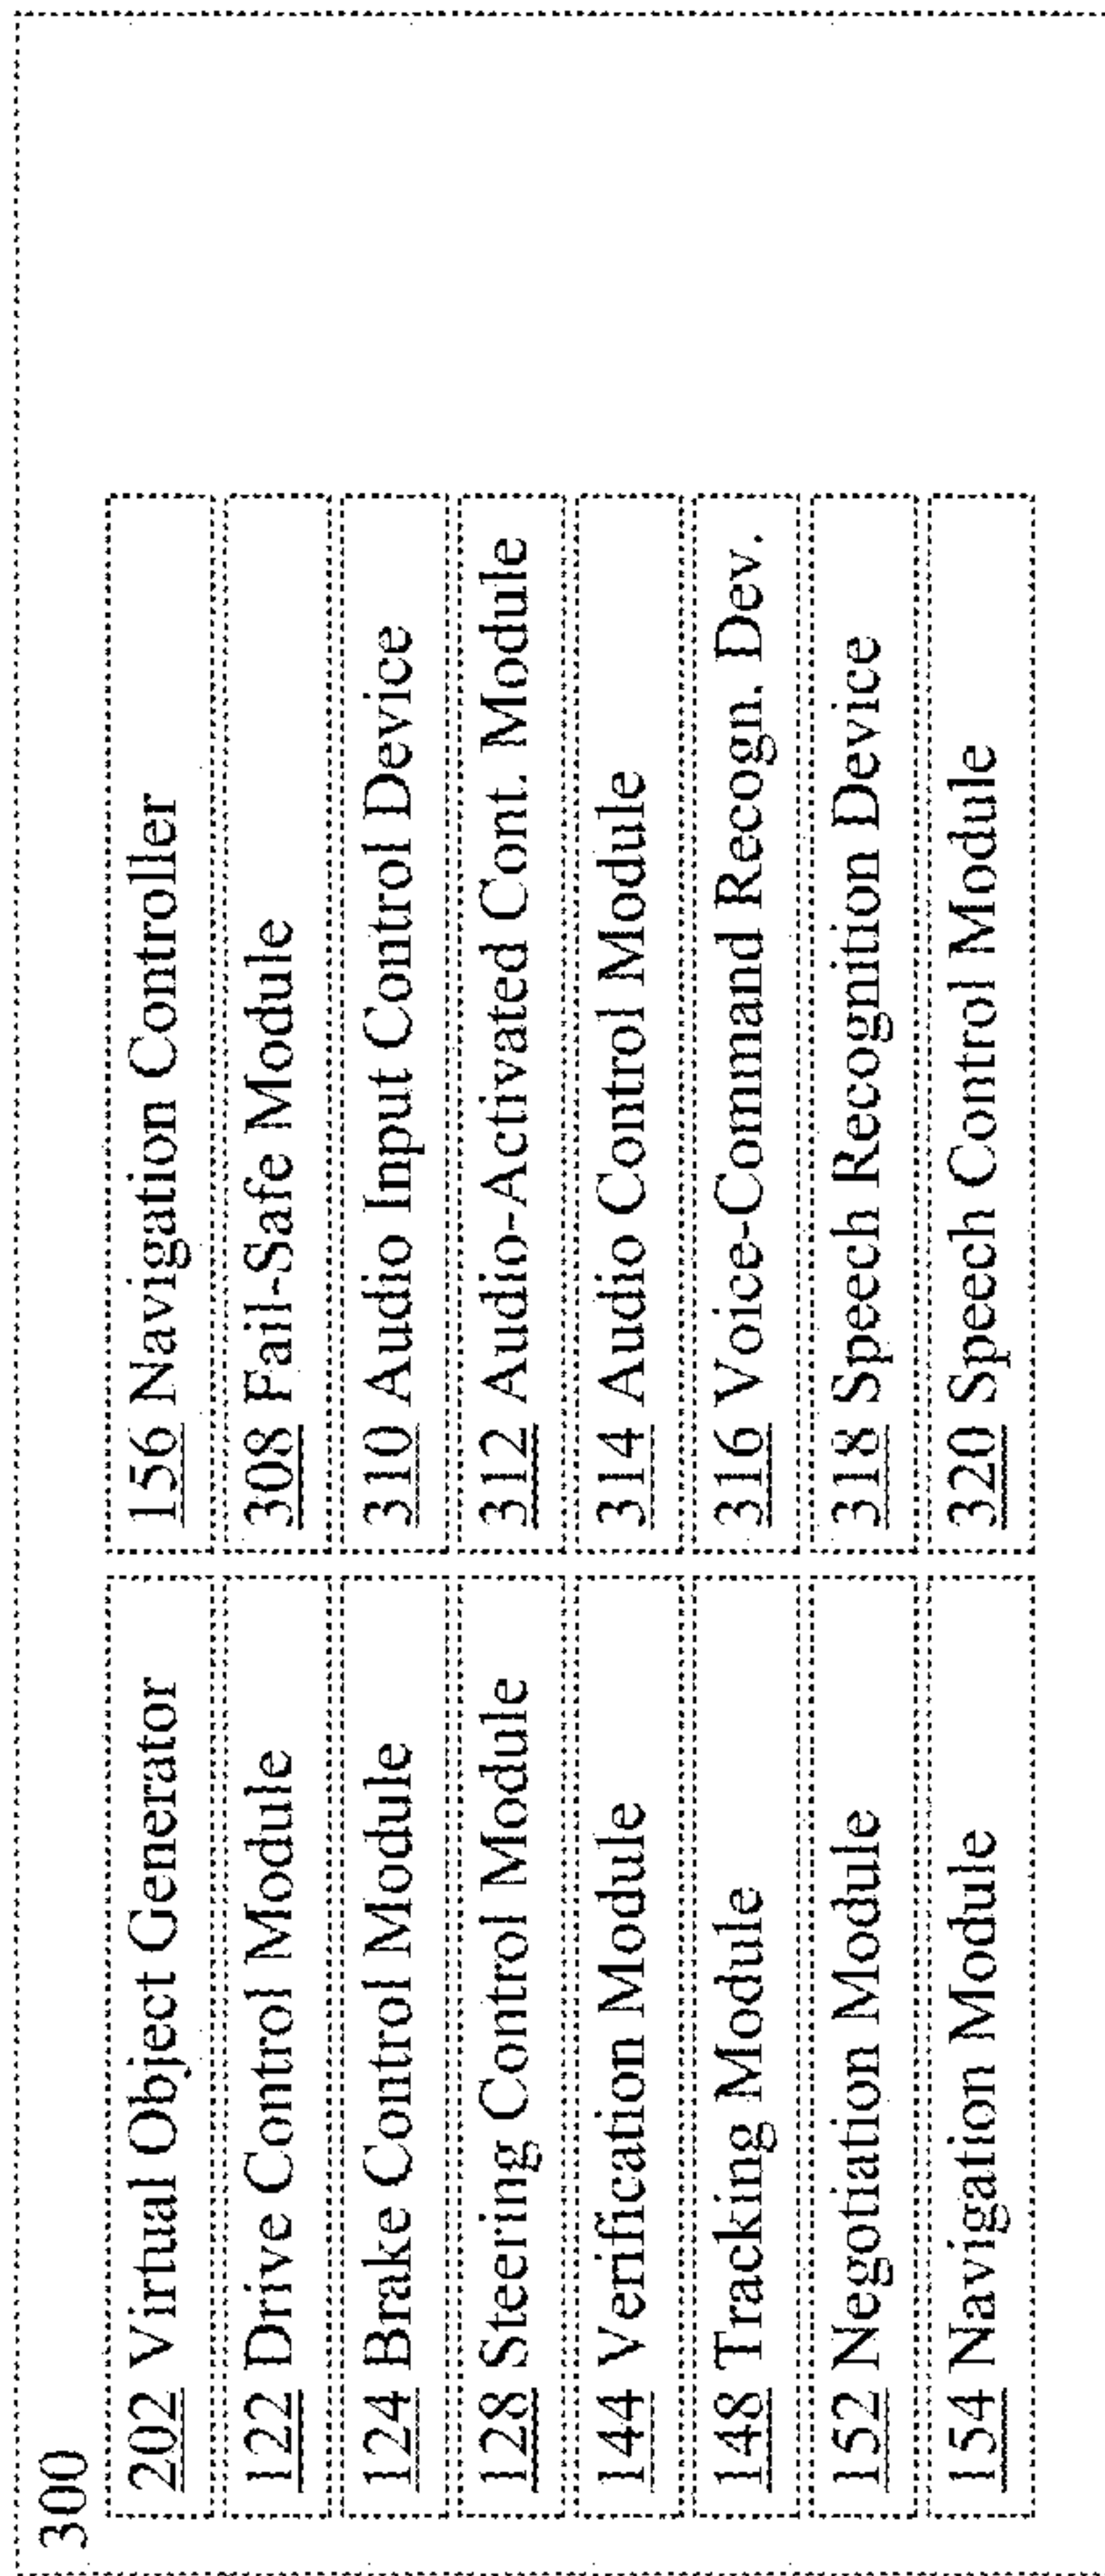 300
202 Virtual Object Generator
122 Drive Control Module
124 Brake Control Module
128 Steering Control Module
144 Verification Module
148 Tracking Module
152 Negotiation Module
154 Navigation Module
156 Navigation Controller
308 Fail-Safe Module
310 Audio Input Control Device
312 Audio-Activated Cont. Module
314 Audio Control Module
316 Voice-Command Recogn. Dev.
318 Speech Recognition Device
320 Speech Control Module